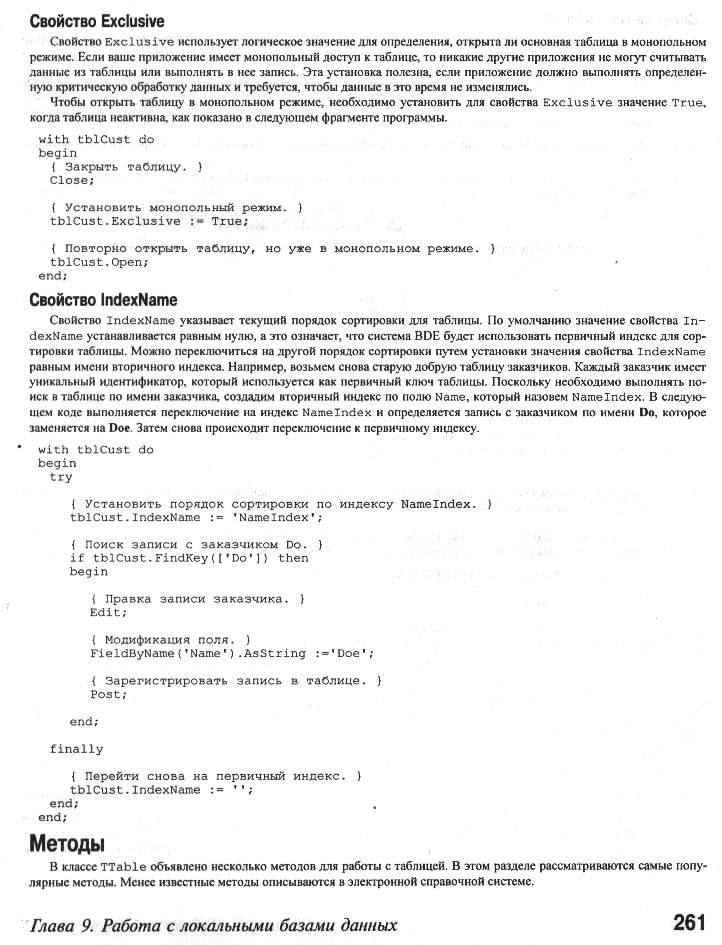 Свойство Exclusive
Свойство Exclusive использует логическое значение для определения, открыта ли основная таблица в монопольном
режиме. Если ваше приложение имеет монопольный доступ к таблице, то никакие другие приложения не могут считывать
данные из таблицы или выполнять в нее запись. Эта установка полезна, если приложение должно выполнять определен-
ную критическую обработку данных и требуется, чтобы данные в это время не изменялись.
Чтобы открыть таблицу в монопольном режиме, необходимо установить для свойства Exclusive значение True,
когда таблица неактивна, как показано в следующем фрагменте программы.
with tblCust do
begin
{ Закрыть таблицу. }
Close;
{ Установить монопольный режим. }
tblCust.Exclusive := True;
{ Повторно открыть таблицу, но уже в монопольном режиме. }
tblCust.Open;
end;
Свойство IndexName
Свойство IndexName указывает текущий порядок сортировки для таблицы. По умолчанию значение свойства In-
dexName устанавливается равным нулю, а это означает, что система BDE будет использовать первичный индекс для сор-
тировки таблицы. Можно переключиться на другой порядок сортировки путем установки значения свойства IndexName
равным имени вторичного индекса. Например, возьмем снова старую добрую таблицу заказчиков. Каждый заказчик имеет
уникальный идентификатор, который используется как первичный ключ таблицы. Поскольку необходимо выполнять по-
иск в таблице по имени заказчика, создадим вторичный индекс по полю Name, который назовем NameIndex. В следую-
щем коде выполняется переключение на индекс NameIndex и определяется запись с заказчиком по имени Do, которое
заменяется на Doe. Затем снова происходит переключение к первичному индексу.
with tblCust do
begin
try
{ Установить порядок сортировки по индексу NameIndex. }
tblCust.IndexName := 'NameIndex';
{ Поиск записи с заказчиком Do. }
if tblCust.FindKey(['Do']) then
begin
{ Правка записи заказчика. }
Edit;
{ Модификация поля. }
FieldByName('Name').AsString :='Doe';
{ Зарегистрировать запись в таблице. }
Post;
end;
finally
{ Перейти снова на первичный индекс. }
tblCust.IndexName := '';
end;
end;
Методы
В классе TTable объявлено несколько методов для работы с таблицей. В этом разделе рассматриваются самые попу-
лярные методы. Менее известные методы описываются в электронной справочной системе.
Глава 9. Работа с локальными базами данных 261